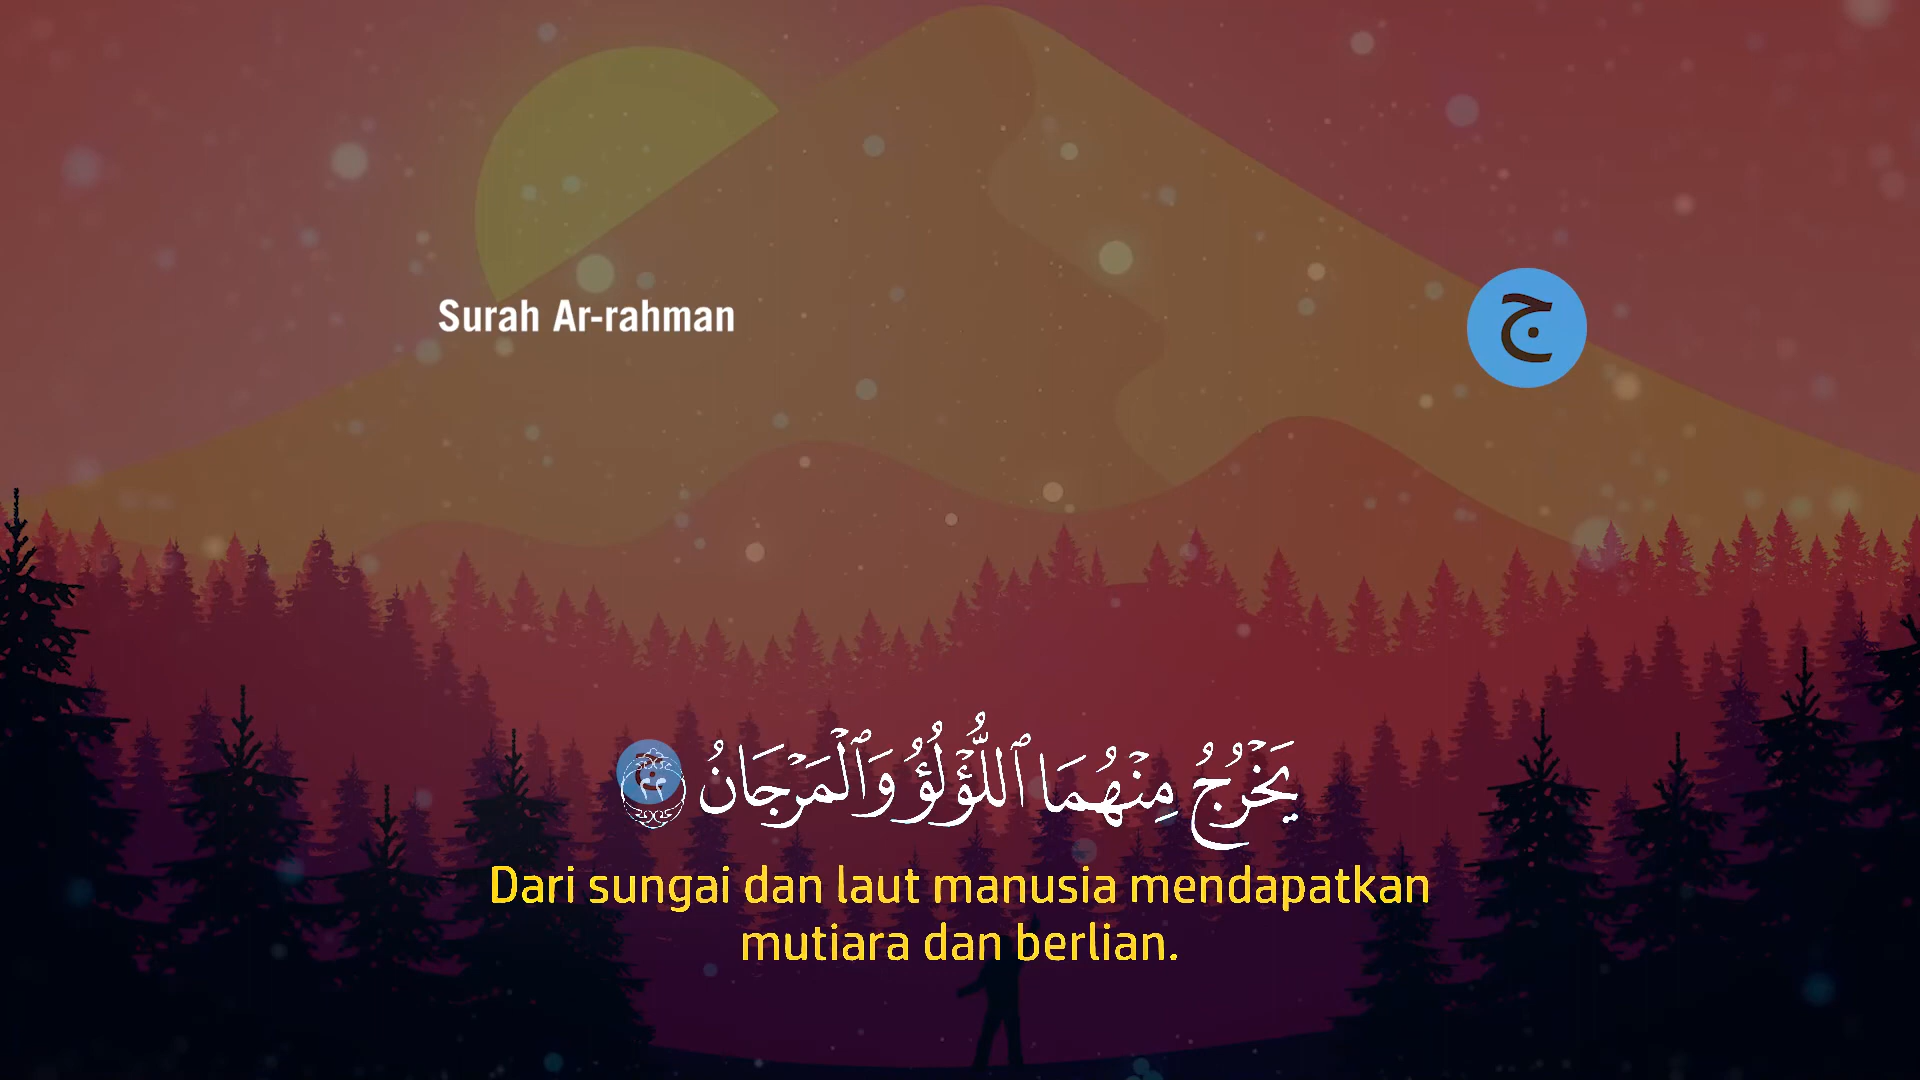 Surah Ar-rahman
ج
يَخْرُجُ مِنْهُمَا ٱللُّؤْلُؤُ وَٱلْمَرْجَانُ ٢٢
Dari sungai dan laut manusia mendapatkan
mutiara dan berlian.